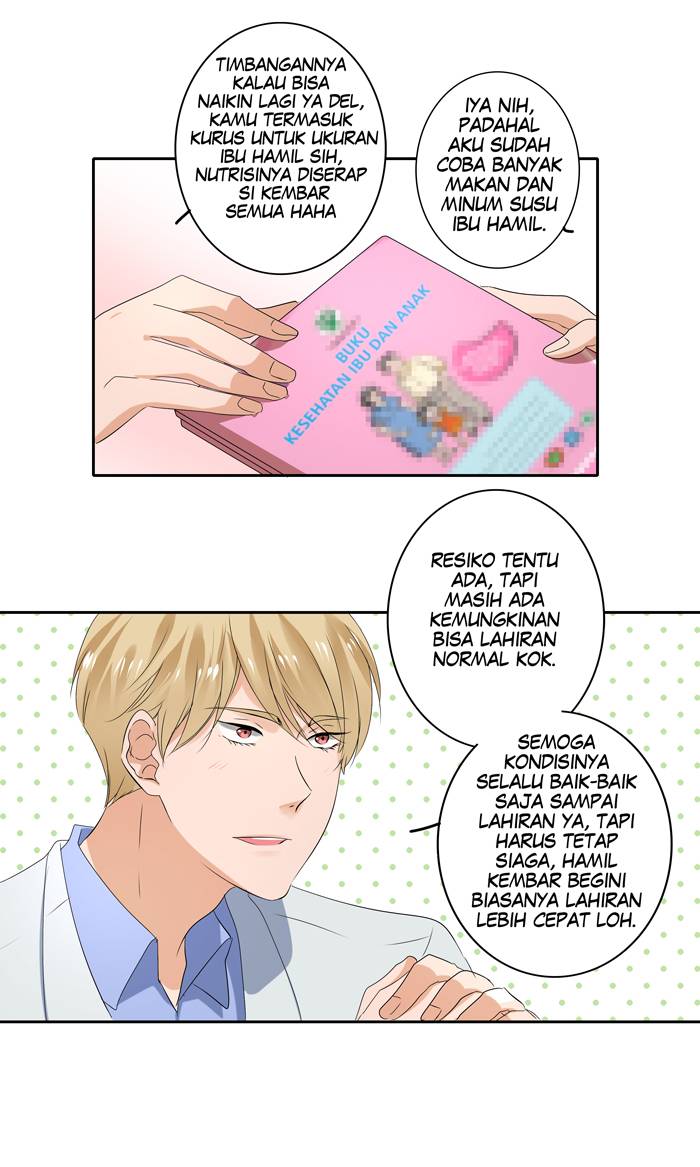 TIMBANGANNYA
KALAU BISA
NAIKIN LAGI YA DEL,
KAMU TERMASUK
KURUS UNTUK UKURAN
IBU HAMIL SIH,
NUTRISINYA DISERAP
SI KEMBAR
SEMUA HAHA
IYA NIH,
PADAHAL
AKU SUDAH
COBA BANYAK
MAKAN DAN
MINUM SUSU
IBU HAMIL.
BUKU
KESEHATAN IBU DAN ANAK
RESIKO TENTU
ADA, TAPI
MASIH ADA
KEMUNGKINAN
BISA LAHIRAN
NORMAL KOK.
SEMOGA
KONDISINYA
SELALU BAIK-BAIK
SAJA SAMPAI
LAHIRAN YA, TAPI
HARUS TETAP
SIAGA, HAMIL
KEMBAR BEGINI
BIASANYA LAHIRAN
LEBIH CEPAT LOH.